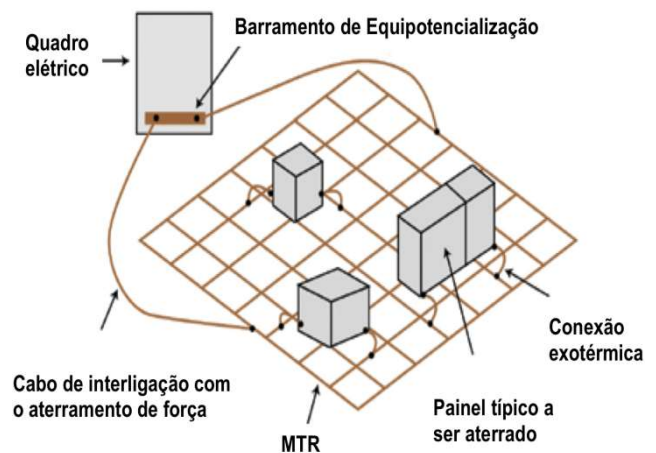 Barramento de Equipotencialização
Quadro
elétrico
Conexão
exotérmica
Cabo de interligação com
o aterramento de força
Painel típico a
ser aterrado
MTR